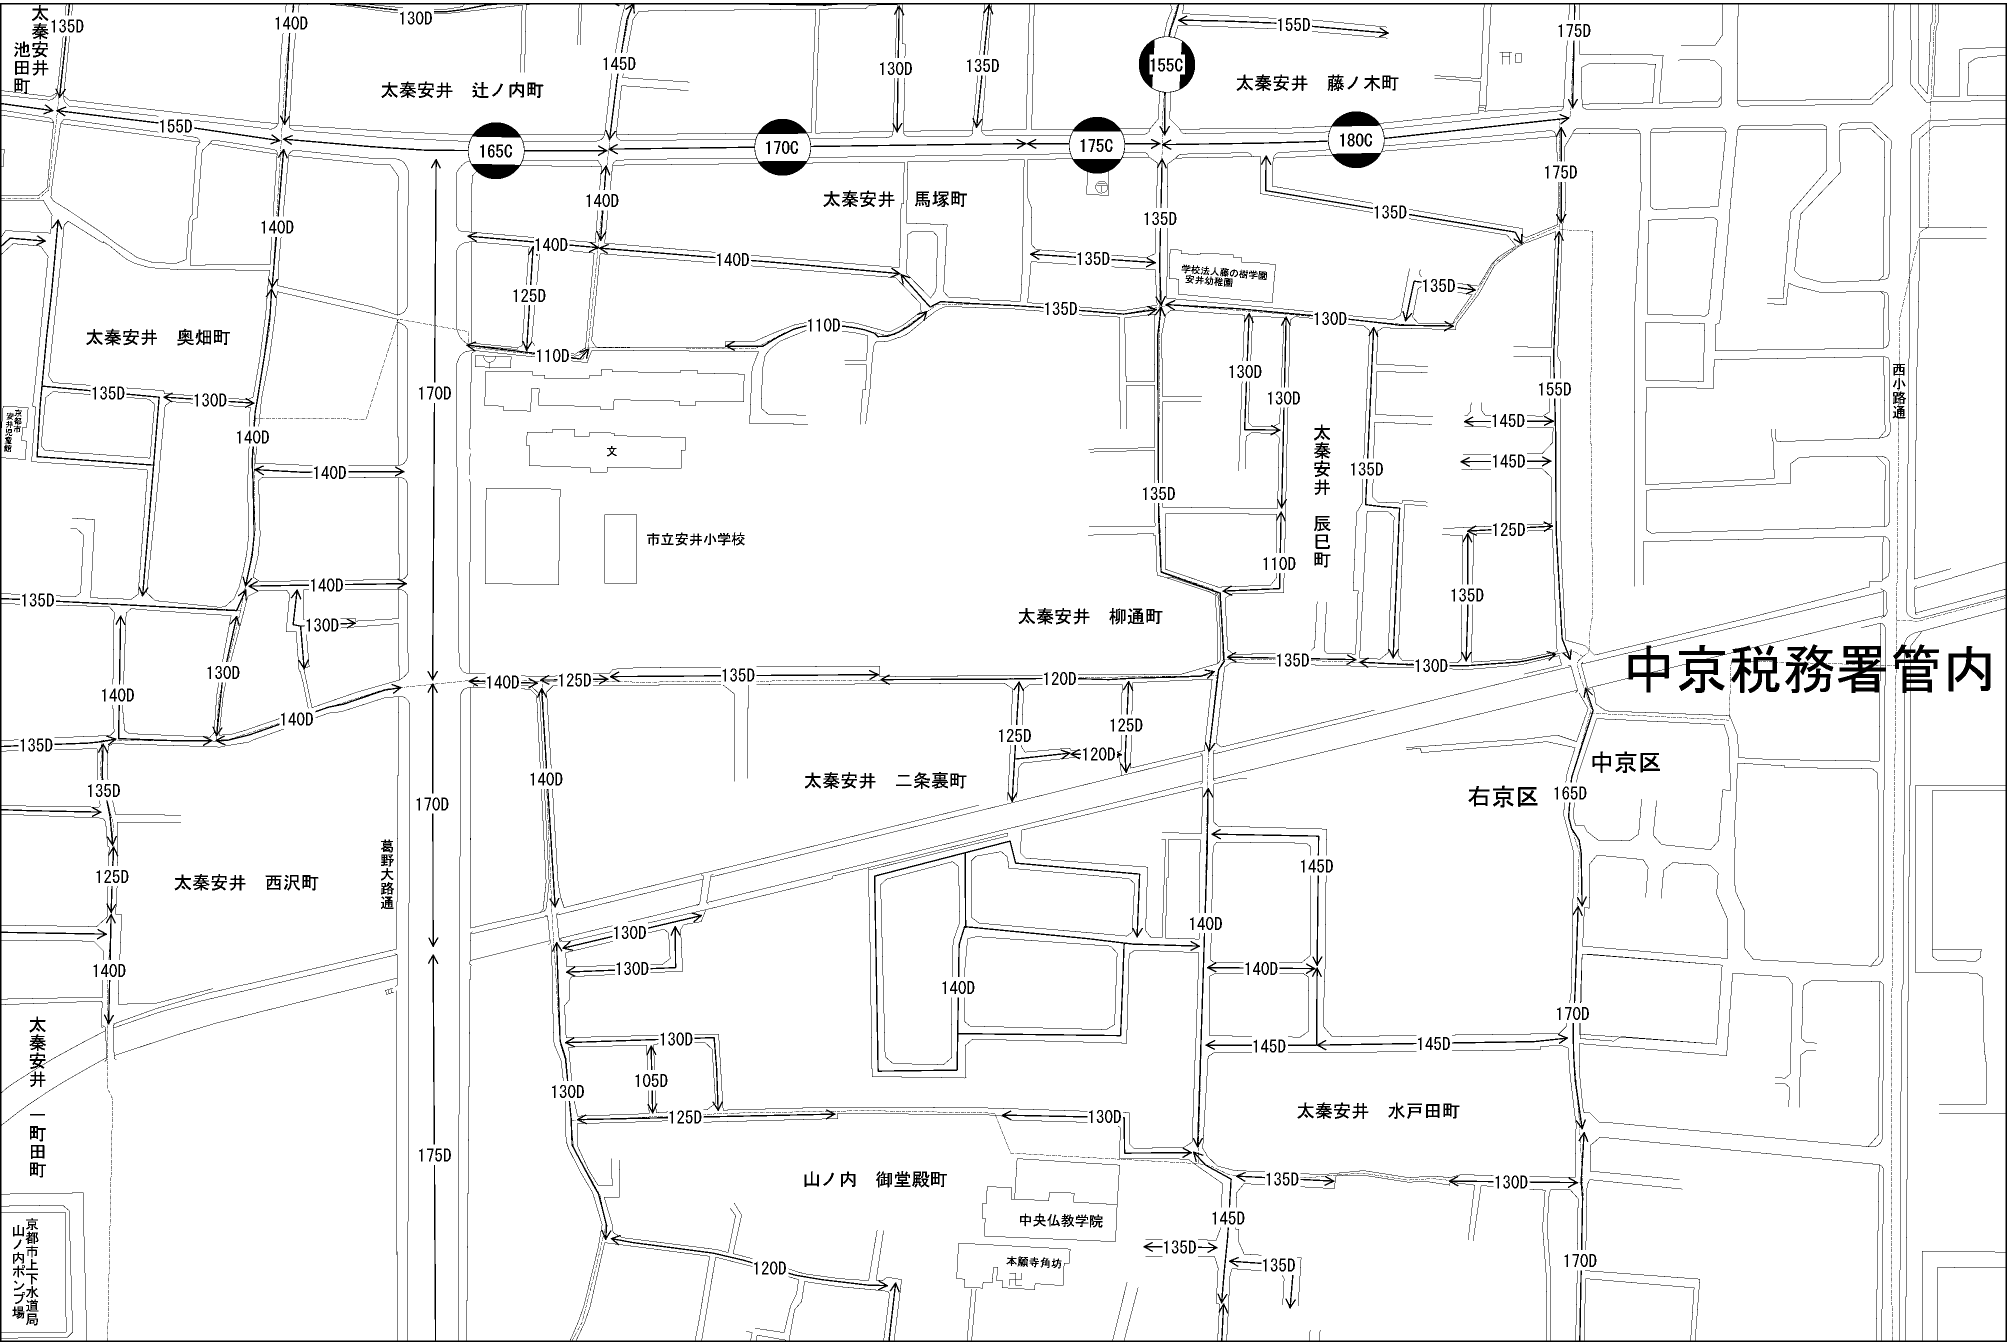 太秦安井
池田町
135D
140D
130D
155D
175D
145D
130D
135D
155C
太秦安井　辻ノ内町
太秦安井　藤ノ木町
155D
165C
170C
175C
180C
175D
140D
140D
太秦安井　馬塚町
135D
135D
140D
140D
135D
学校法人藤の樹学園
安井幼稚園
125D
135D
135D
130D
110D
110D
太秦安井　奥畑町
135D
130D
170D
130D
130D
155D
西小路通
京都市
安井児童館
140D
140D
文
太秦安井　辰巳町
145D
145D
135D
135D
125D
市立安井小学校
110D
135D
140D
135D
130D
太秦安井　柳通町
130D
140D
140D
125D
135D
120D
135D
130D
中京税務署管内
140D
135D
125D
125D
120D
135D
140D
170D
太秦安井　二条裏町
中京区
右京区
165D
葛野大路通
125D
太秦安井　西沢町
145D
130D
140D
130D
140D
140D
140D
170D
太秦安井　一町田町
130D
145D
145D
105D
130D
125D
130D
太秦安井　水戸田町
175D
山ノ内　御堂殿町
135D
130D
145D
中央仏教学院
135D
135D
本願寺角坊
120D
170D
京都市上下水道局
山ノ内ポンプ場